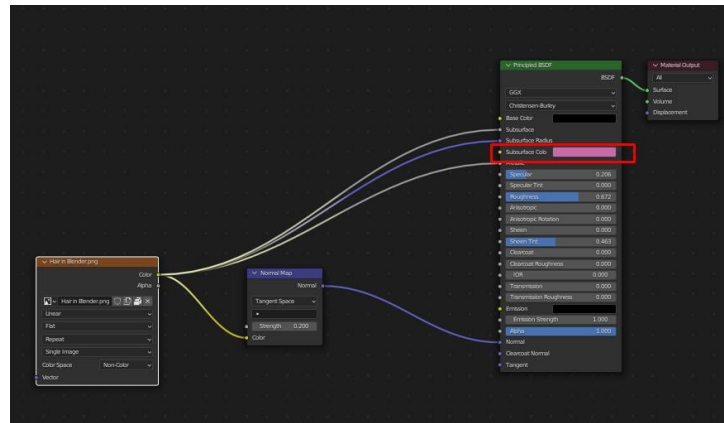 Hair in Blender.png
Color
Alpha
Hair in Blender.png
Linear
Flat
Repeat
Single Image
Color Space Non-Color
Vector
Normal Map
Normal
Tangent Space
Strength 0.200
Color
Principled BSDF
BSDF
GGX
Christensen-Burley
Base Color
Subsurface
Subsurface Radius
Subsurface Colo
Metallic
Specular 0.206
Specular Tint 0.000
Roughness 0.672
Anisotropic 0.000
Anisotropic Rotation 0.000
Sheen 0.000
Sheen Tint 0.463
Clearcoat 0.000
Clearcoat Roughness 0.000
IOR 0.000
Transmission 0.000
Transmission Roughness 0.000
Emission
Emission Strength 1.000
Alpha 1.000
Normal
Clearcoat Normal
Tangent
Material Output
All
Surface
Volume
Displacement